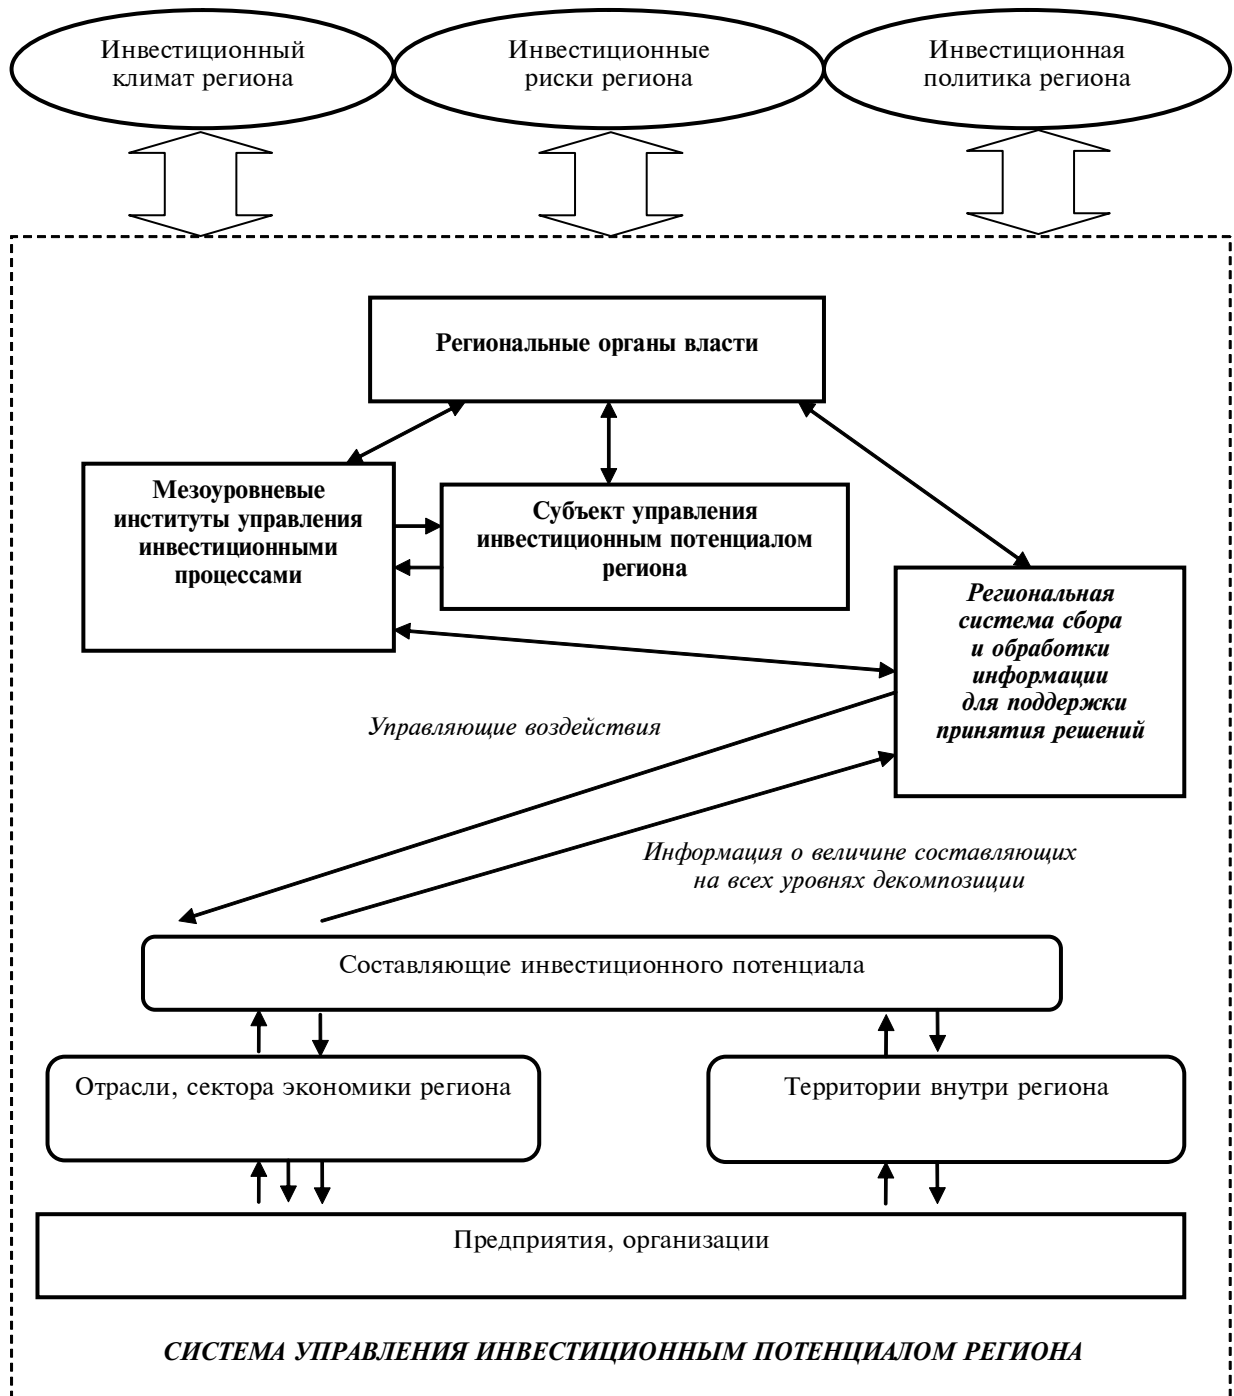 Инвестиционный
климат региона
Инвестиционные
риски региона
Инвестиционная
политика региона
Региональные органы власти
Мезоуровневые
институты управления
инвестиционными
процессами
Субъект управления
инвестиционным потенциалом
региона
Региональная
система сбора
и обработки
информации
для поддержки
принятия решений
Управляющие воздействия
Информация о величине составляющих
на всех уровнях декомпозиции
Составляющие инвестиционного потенциала
Отрасли, сектора экономики региона
Территории внутри региона
Предприятия, организации
СИСТЕМА УПРАВЛЕНИЯ ИНВЕСТИЦИОННЫМ ПОТЕНЦИАЛОМ РЕГИОНА